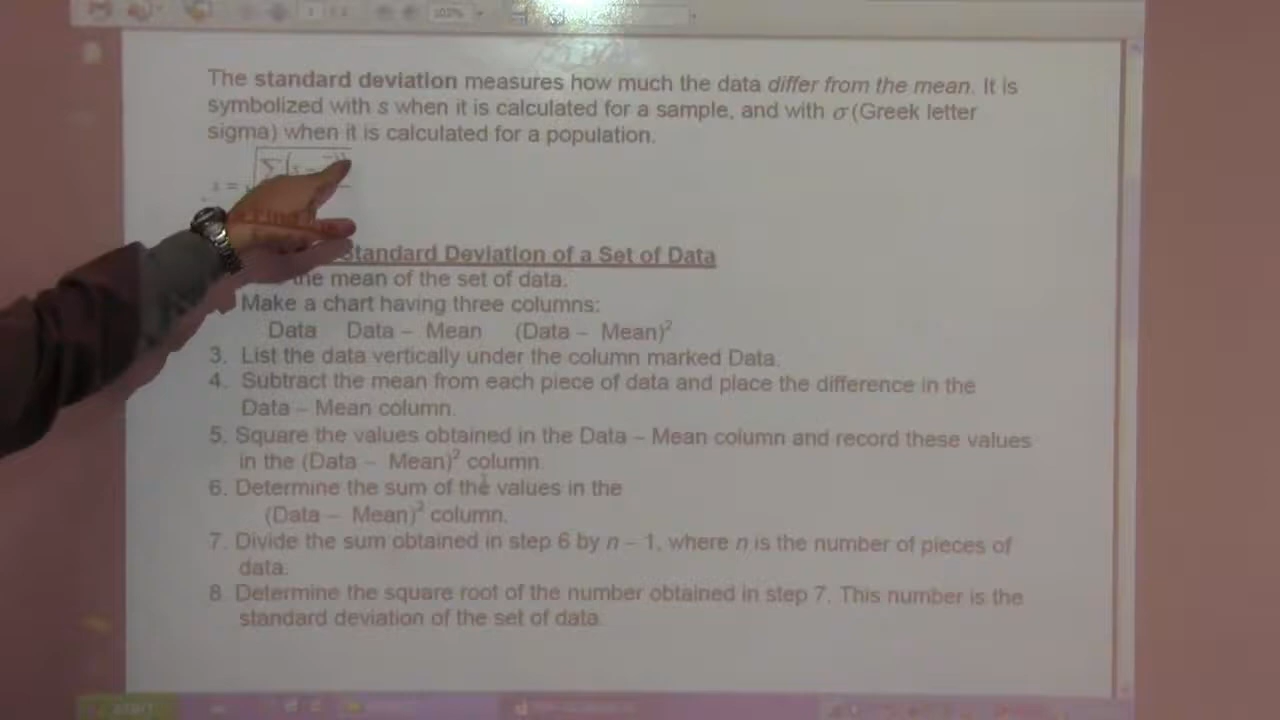 102%
The standard deviation measures how much the data differ from the mean. It is
symbolized with s when it is calculated for a sample, and with σ (Greek letter
sigma) when it is calculated for a population.
s = √ Σ(x –
Standard Deviation of a Set of Data
the mean of the set of data.
Make a chart having three columns:
Data Data – Mean (Data – Mean)²
3. List the data vertically under the column marked Data.
4. Subtract the mean from each piece of data and place the difference in the
Data – Mean column.
5. Square the values obtained in the Data – Mean column and record these values
in the (Data – Mean)² column.
6. Determine the sum of the values in the
(Data – Mean)² column.
7. Divide the sum obtained in step 6 by n – 1, where n is the number of pieces of
data.
8. Determine the square root of the number obtained in step 7. This number is the
standard deviation of the set of data.
start